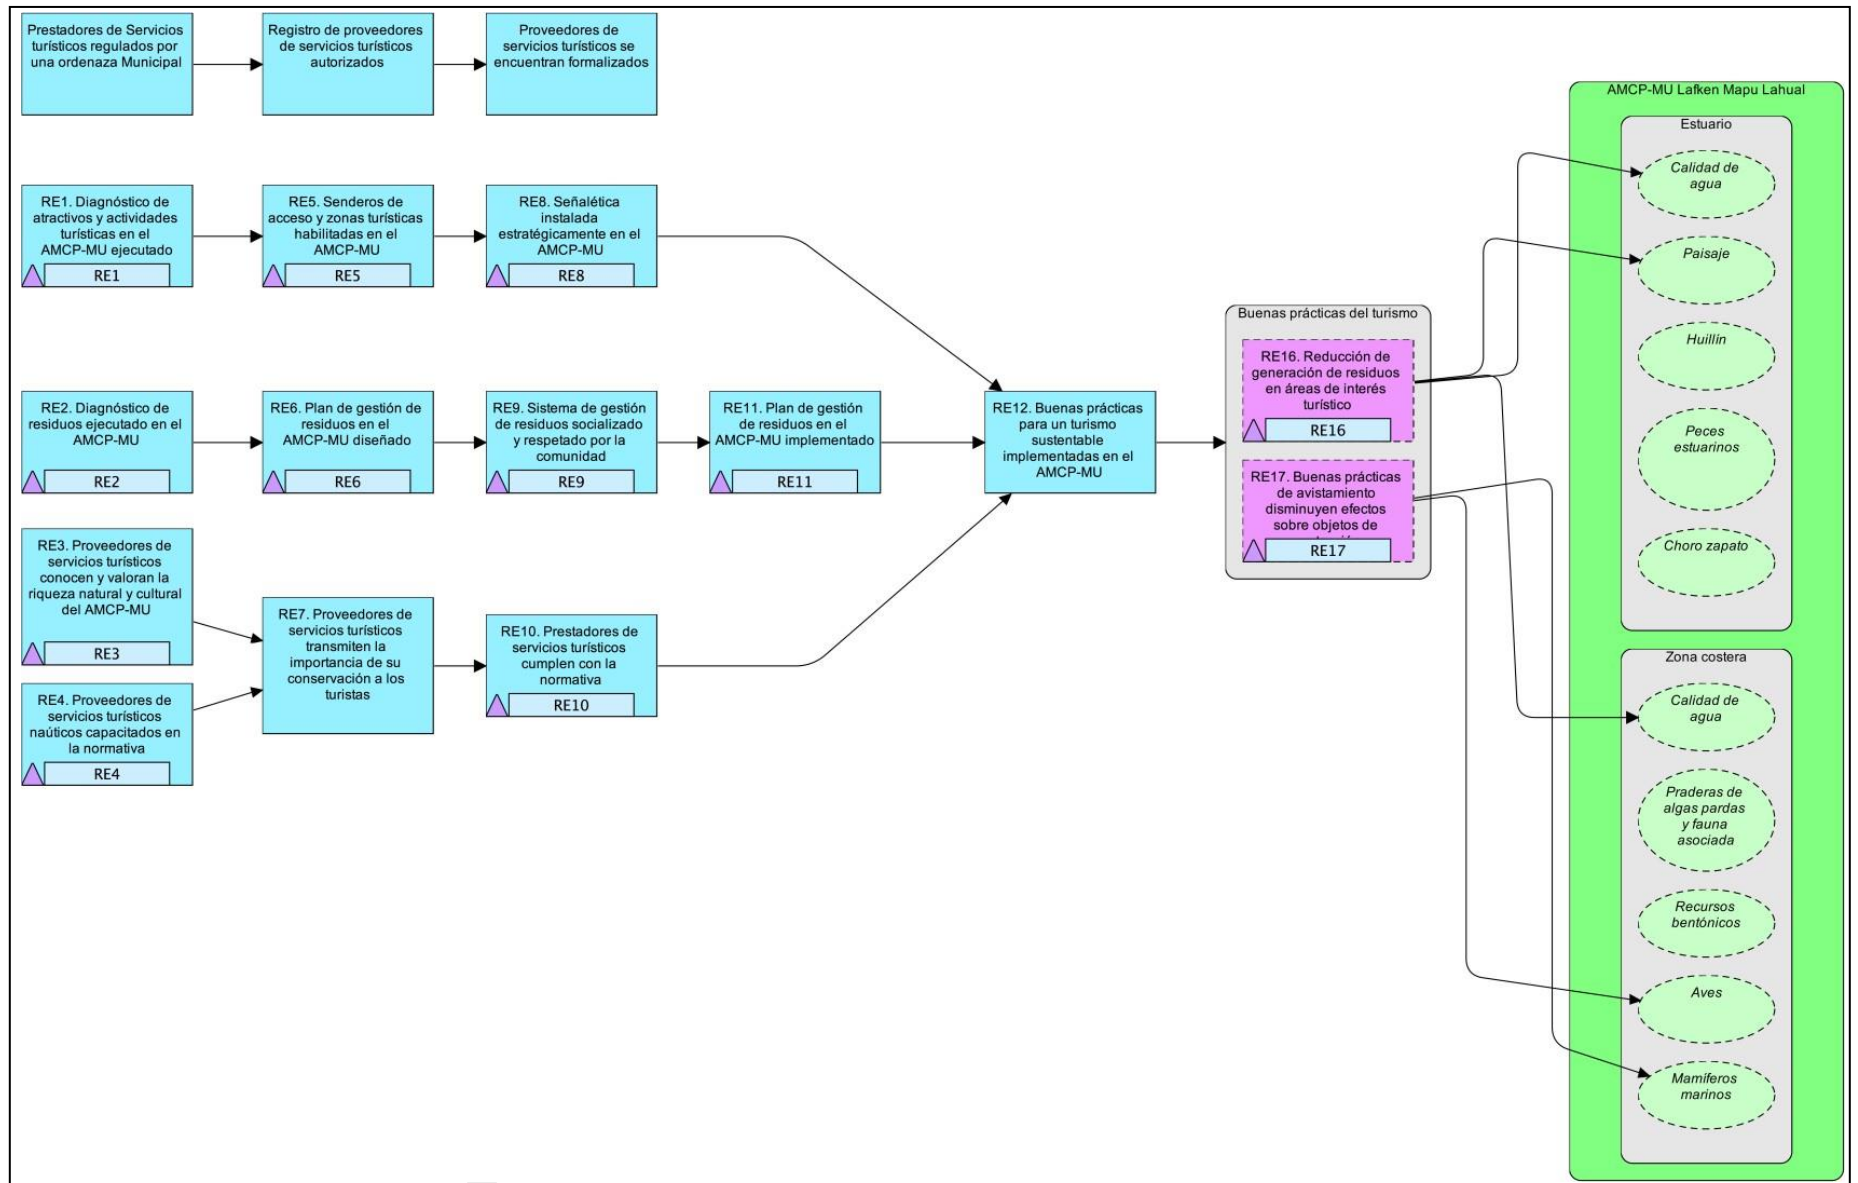 Prestadores de Servicios
turísticos regulados por
una ordenaza Municipal
Registro de proveedores
de servicios turísticos
autorizados
Proveedores de
servicios turísticos se
encuentran formalizados
RE1. Diagnóstico de
atractivos y actividades
turísticas en el
AMCP-MU ejecutado
RE1
RE5. Senderos de
acceso y zonas turísticas
habilitadas en el
AMCP-MU
RE5
RE8. Señalética
instalada
estratégicamente en el
AMCP-MU
RE8
RE2. Diagnóstico de
residuos ejecutado en el
AMCP-MU
RE2
RE6. Plan de gestión de
residuos en el
AMCP-MU diseñado
RE6
RE9. Sistema de gestión
de residuos socializado
y respetado por la
comunidad
RE9
RE11. Plan de gestión
de residuos en el
AMCP-MU implementado
RE11
RE12. Buenas prácticas
para un turismo
sustentable
implementadas en el
AMCP-MU
RE3. Proveedores de
servicios turísticos
conocen y valoran la
riqueza natural y cultural
del AMCP-MU
RE3
RE4. Proveedores de
servicios turísticos
naúticos capacitados en
la normativa
RE4
RE7. Proveedores de
servicios turísticos
transmiten la
importancia de su
conservación a los
turistas
RE10. Prestadores de
servicios turísticos
cumplen con la
normativa
RE10
Buenas prácticas del turismo
RE16. Reducción de
generación de residuos
en áreas de interés
turístico
RE16
RE17. Buenas prácticas
de avistamiento
disminuyen efectos
sobre objetos de
RE17
AMCP-MU Lafken Mapu Lahual
Estuario
Calidad de
agua
Paisaje
Huillín
Peces
estuarinos
Choro zapato
Zona costera
Calidad de
agua
Praderas de
algas pardas
y fauna
asociada
Recursos
bentónicos
Aves
Mamíferos
marinos